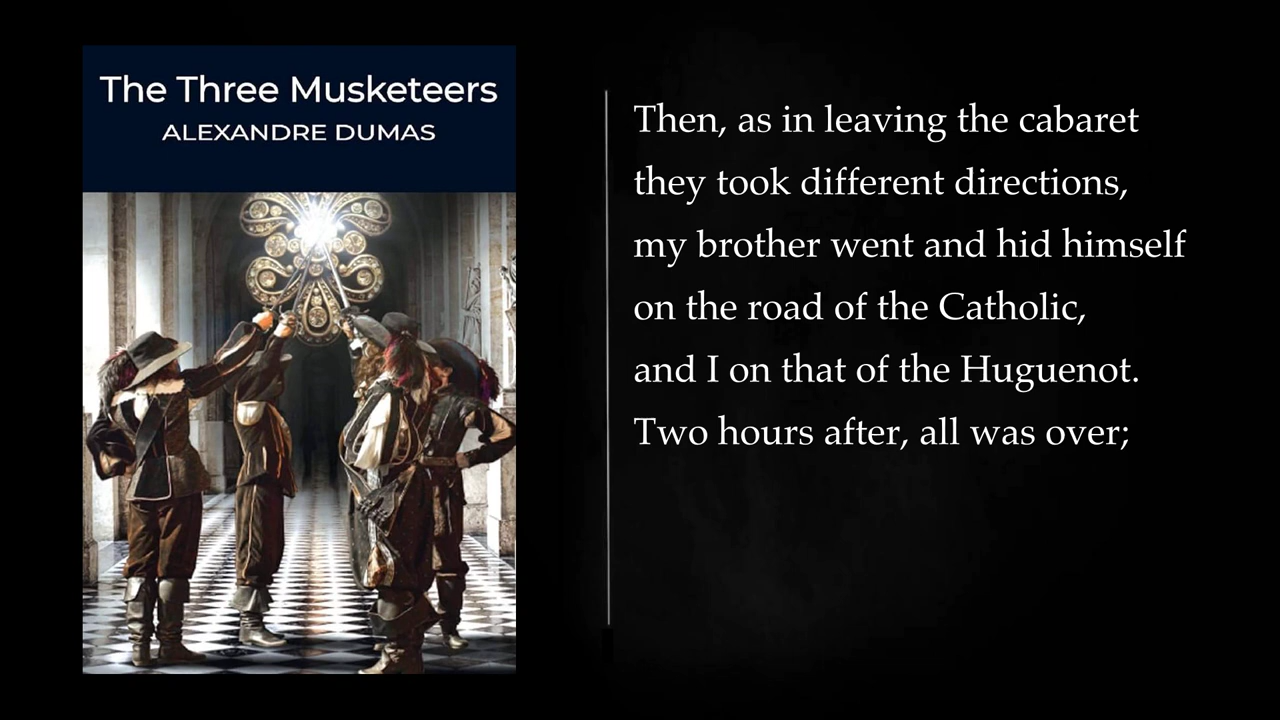 The Three Musketeers
ALEXANDRE DUMAS
Then, as in leaving the cabaret
they took different directions,
my brother went and hid himself
on the road of the Catholic,
and I on that of the Huguenot.
Two hours after, all was over;